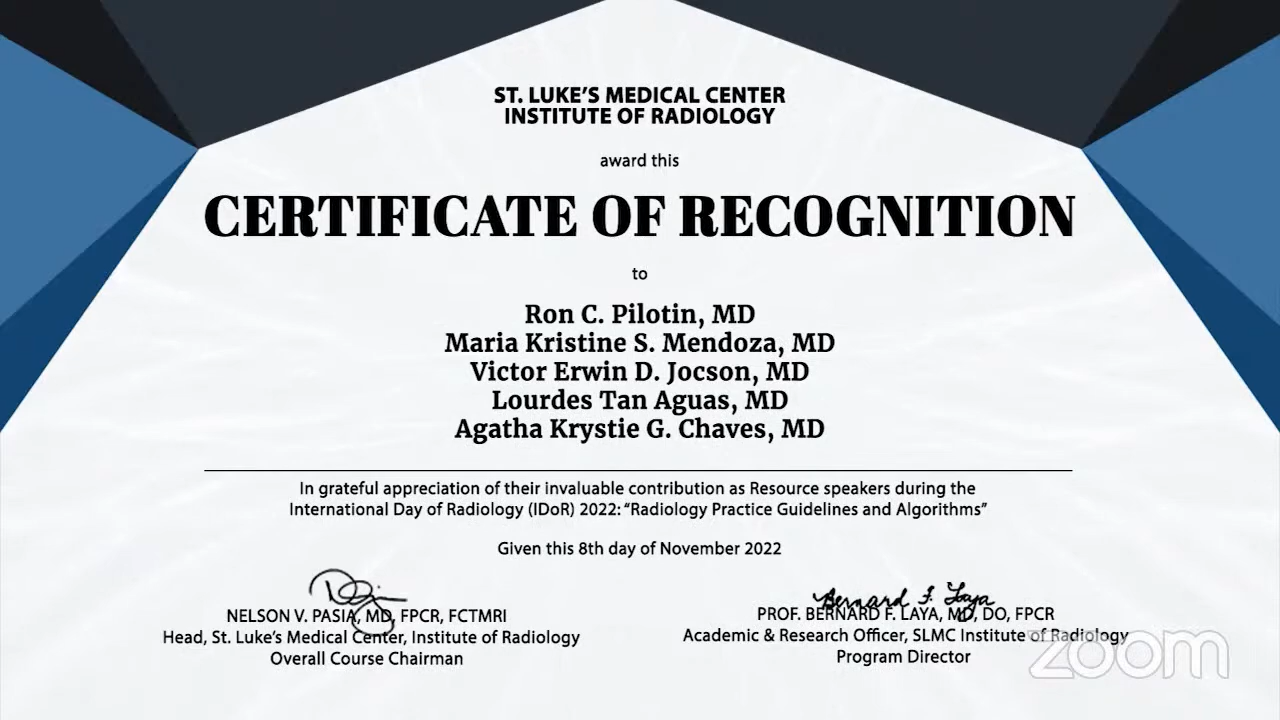 ST. LUKE'S MEDICAL CENTER
INSTITUTE OF RADIOLOGY
award this
CERTIFICATE OF RECOGNITION
to
Ron C. Pilotin, MD
Maria Kristine S. Mendoza, MD
Victor Erwin D. Jocson, MD
Lourdes Tan Aguas, MD
Agatha Krystie G. Chaves, MD
In grateful appreciation of their invaluable contribution as Resource speakers during the
International Day of Radiology (IDoR) 2022: “Radiology Practice Guidelines and Algorithms”
Given this 8th day of November 2022
NELSON V. PASIA, MD, FPCR, FCTMRI
Head, St. Luke's Medical Center, Institute of Radiology
Overall Course Chairman
Bernard F. Laya
PROF. BERNARD F. LAYA, MD, DO, FPCR
Academic & Research Officer, SLMC Institute of Radiology
Program Director
zoom